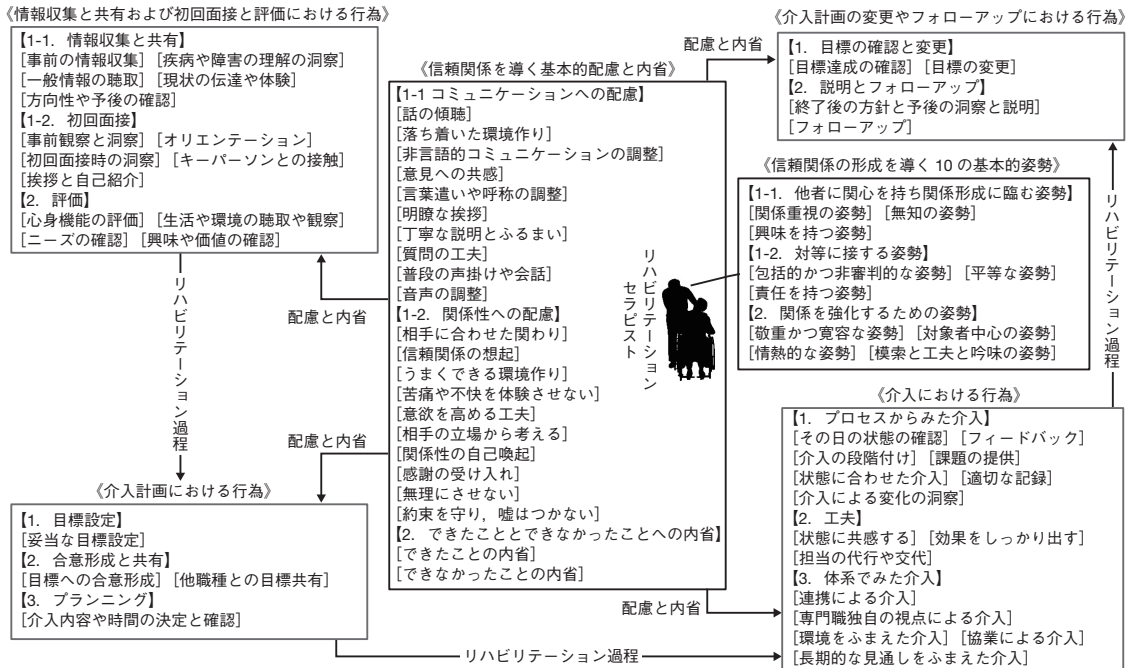 《情報収集と共有および初回面接と評価における行為》
【1-1. 情報収集と共有】
[事前の情報収集] [疾病や障害の理解の洞察]
[一般情報の聴取] [現状の伝達や体験]
[方向性や予後の確認]
【1-2. 初回面接】
[事前観察と洞察] [オリエンテーション]
[初回面接時の洞察] [キーパーソンとの接触]
[挨拶と自己紹介]
【2. 評価】
[心身機能の評価] [生活や環境の聴取や観察]
[ニーズの確認] [興味や価値の確認]
リハビリテーション過程
《介入計画における行為》
【1. 目標設定】
[妥当な目標設定]
【2. 合意形成と共有】
[目標への合意形成] [他職種との目標共有]
【3. プランニング】
[介入内容や時間の決定と確認]
配慮と内省
配慮と内省
《信頼関係を導く基本的配慮と内省》
【1-1 コミュニケーションへの配慮】
[話の傾聴]
[落ち着いた環境作り]
[非言語的コミュニケーションの調整]
[意見への共感]
[言葉遣いや呼称の調整]
[明瞭な挨拶]
[丁寧な説明とふるまい]
[質問の工夫]
[普段の声掛けや会話]
[音声の調整]
【1-2. 関係性への配慮】
[相手に合わせた関わり]
[信頼関係の想起]
[うまくできる環境作り]
[苦痛や不快を体験させない]
[意欲を高める工夫]
[相手の立場から考える]
[関係性の自己喚起]
[感謝の受け入れ]
[無理にさせない]
[約束を守り，嘘はつかない]
【2. できたこととできなかったことへの内省】
[できたことの内省]
[できなかったことの内省]
リハビリテーション
セラピスト
配慮と内省
配慮と内省
リハビリテーション過程
《介入計画の変更やフォローアップにおける行為》
【1. 目標の確認と変更】
[目標達成の確認] [目標の変更]
【2. 説明とフォローアップ】
[終了後の方針と予後の洞察と説明]
[フォローアップ]
《信頼関係の形成を導く 10 の基本的姿勢》
【1-1. 他者に関心を持ち関係形成に臨む姿勢】
[関係重視の姿勢] [無知の姿勢]
[興味を持つ姿勢]
【1-2. 対等に接する姿勢】
[包括的かつ非審判的な姿勢] [平等な姿勢]
[責任を持つ姿勢]
【2. 関係を強化するための姿勢】
[敬重かつ寛容な姿勢] [対象者中心の姿勢]
[情熱的な姿勢] [模索と工夫と吟味の姿勢]
リハビリテーション過程
《介入における行為》
【1. プロセスからみた介入】
[その日の状態の確認] [フィードバック]
[介入の段階付け] [課題の提供]
[状態に合わせた介入] [適切な記録]
[介入による変化の洞察]
【2. 工夫】
[状態に共感する] [効果をしっかり出す]
[担当の代行や交代]
【3. 体系でみた介入】
[連携による介入]
[専門職独自の視点による介入]
[環境をふまえた介入] [協業による介入]
[長期的な見通しをふまえた介入]